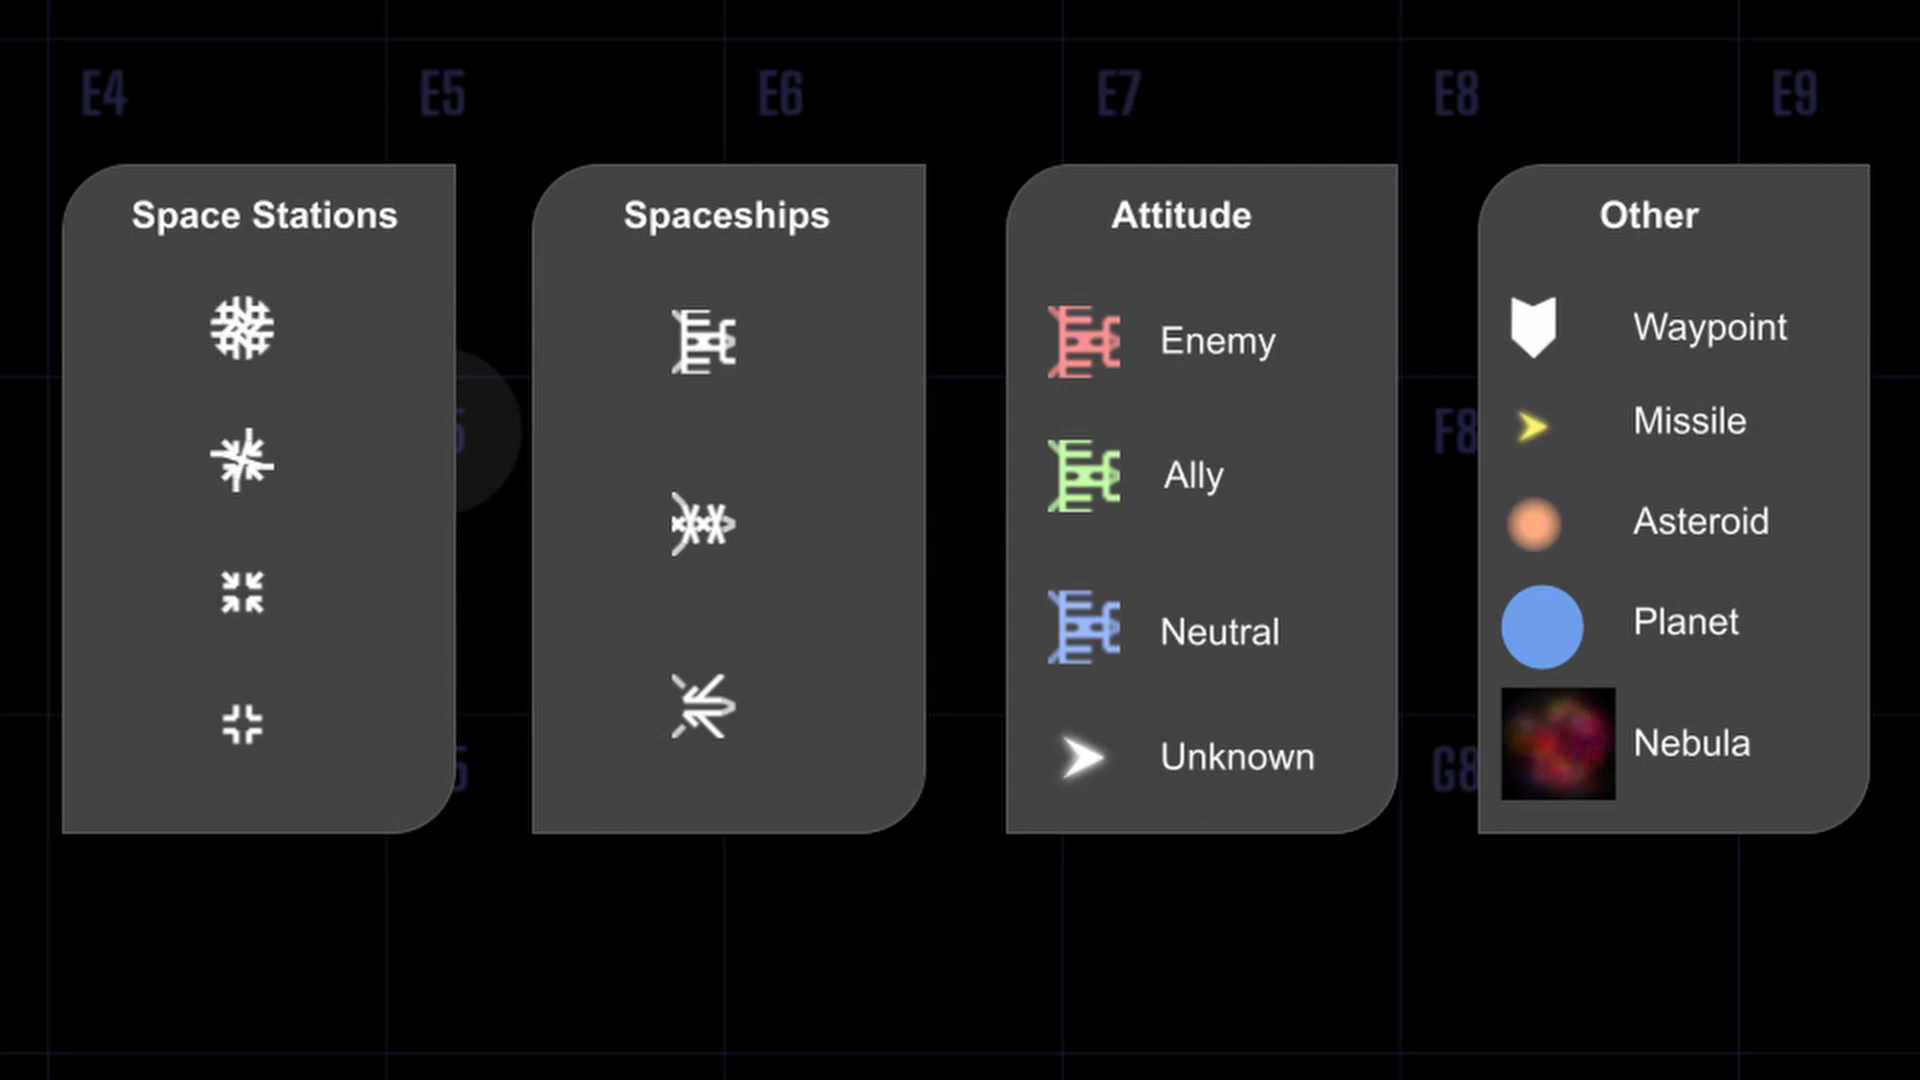 E4
E5
E6
E7
E8
E9
Space Stations
Spaceships
Attitude
Enemy
Ally
Neutral
Unknown
Other
Waypoint
Missile
Asteroid
Planet
Nebula
F8
G8